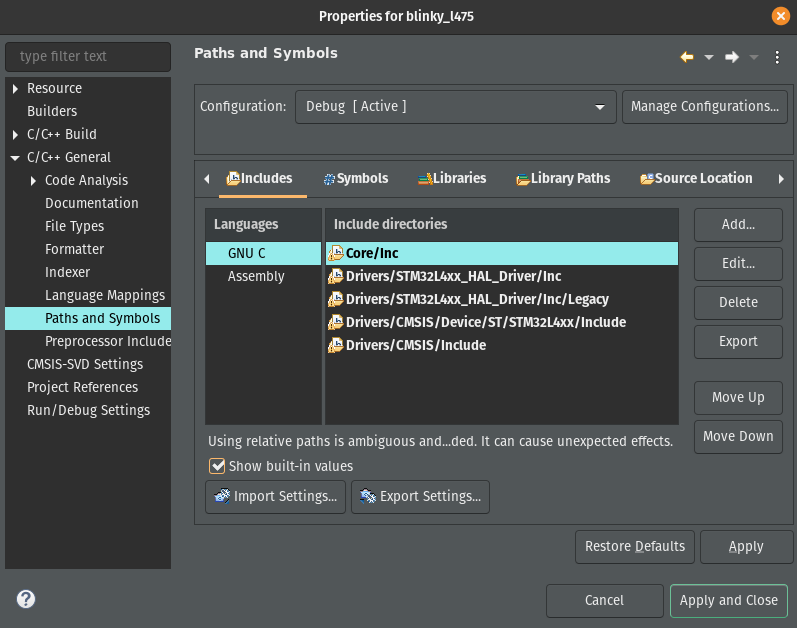 Properties for blinky_l475
type filter text
Resource
Builders
C/C++ Build
C/C++ General
Code Analysis
Documentation
File Types
Formatter
Indexer
Language Mappings
Paths and Symbols
Preprocessor Include
CMSIS-SVD Settings
Project References
Run/Debug Settings
Paths and Symbols
Configuration:
Debug [ Active ]
Manage Configurations...
Includes
Symbols
Libraries
Library Paths
Source Location
Languages
GNU C
Assembly
Include directories
Core/Inc
Drivers/STM32L4xx_HAL_Driver/Inc
Drivers/STM32L4xx_HAL_Driver/Inc/Legacy
Drivers/CMSIS/Device/ST/STM32L4xx/Include
Drivers/CMSIS/Include
Add...
Edit...
Delete
Export
Move Up
Move Down
Using relative paths is ambiguous and...ded. It can cause unexpected effects.
Show built-in values
Import Settings...
Export Settings...
Restore Defaults
Apply
Cancel
Apply and Close